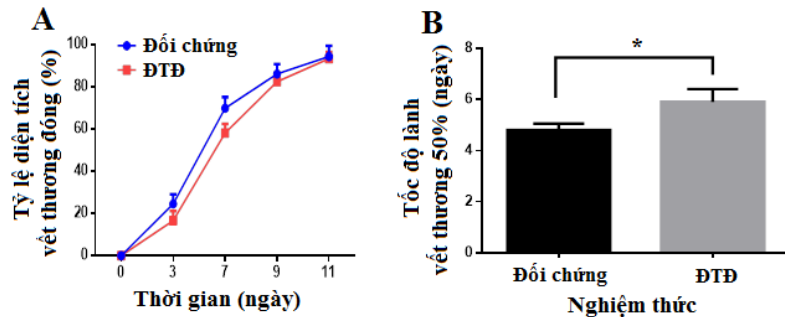 A
Tỷ lệ diện tích
vết thương đóng (%)
100
80
60
40
20
0
Đối chứng
ĐTĐ
0 3 7 9 11
Thời gian (ngày)
B
Tốc độ lành
vết thương 50% (ngày)
8
6
4
2
0
*
Đối chứng ĐTĐ
Nghiệm thức